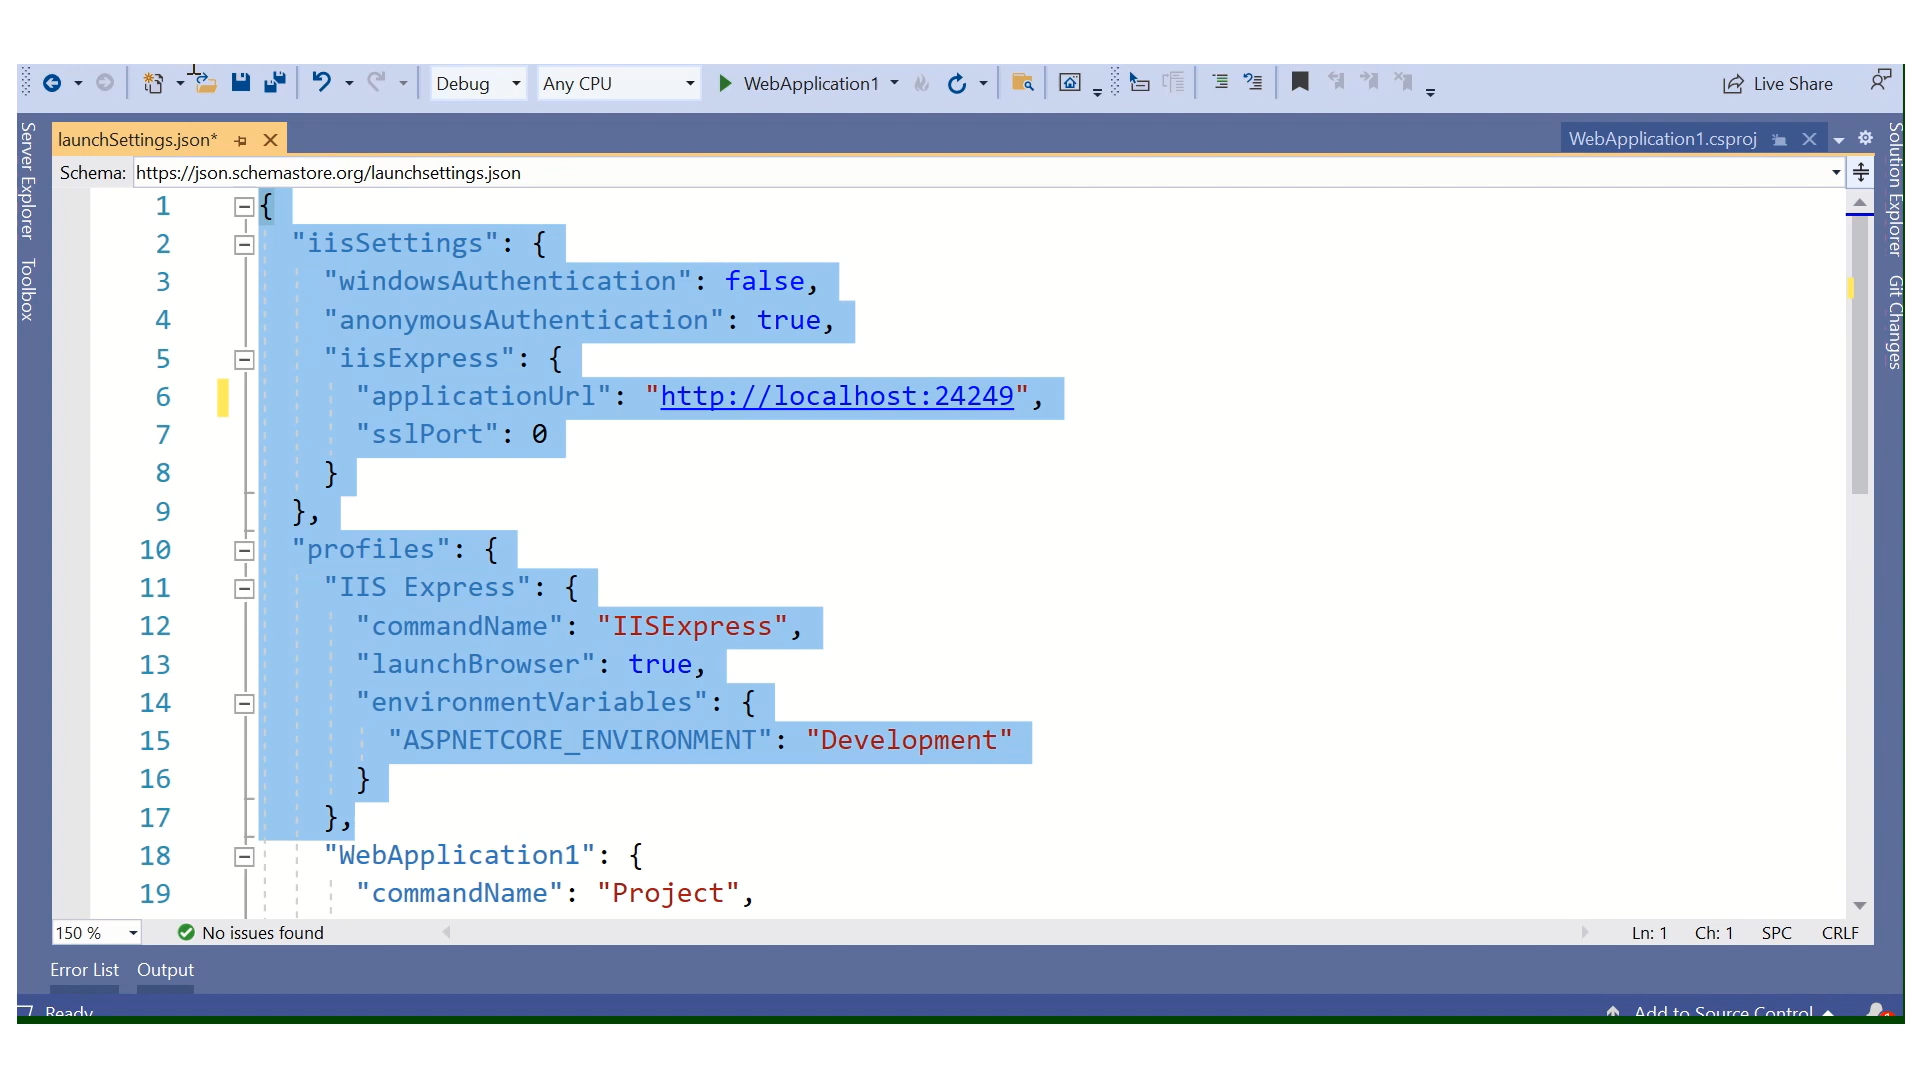 Debug Any CPU WebApplication1 Live Share
launchSettings.json* WebApplication1.csproj
Schema: https://json.schemastore.org/launchsettings.json
Server Explorer
Toolbox
Solution Explorer
Git Changes
1 {
2 "iisSettings": {
3 "windowsAuthentication": false,
4 "anonymousAuthentication": true,
5 "iisExpress": {
6 "applicationUrl": "http://localhost:24249",
7 "sslPort": 0
8 }
9 },
10 "profiles": {
11 "IIS Express": {
12 "commandName": "IISExpress",
13 "launchBrowser": true,
14 "environmentVariables": {
15 "ASPNETCORE_ENVIRONMENT": "Development"
16 }
17 },
18 "WebApplication1": {
19 "commandName": "Project",
150 % No issues found Ln: 1 Ch: 1 SPC CRLF
Error List Output
Ready Add to Source Control